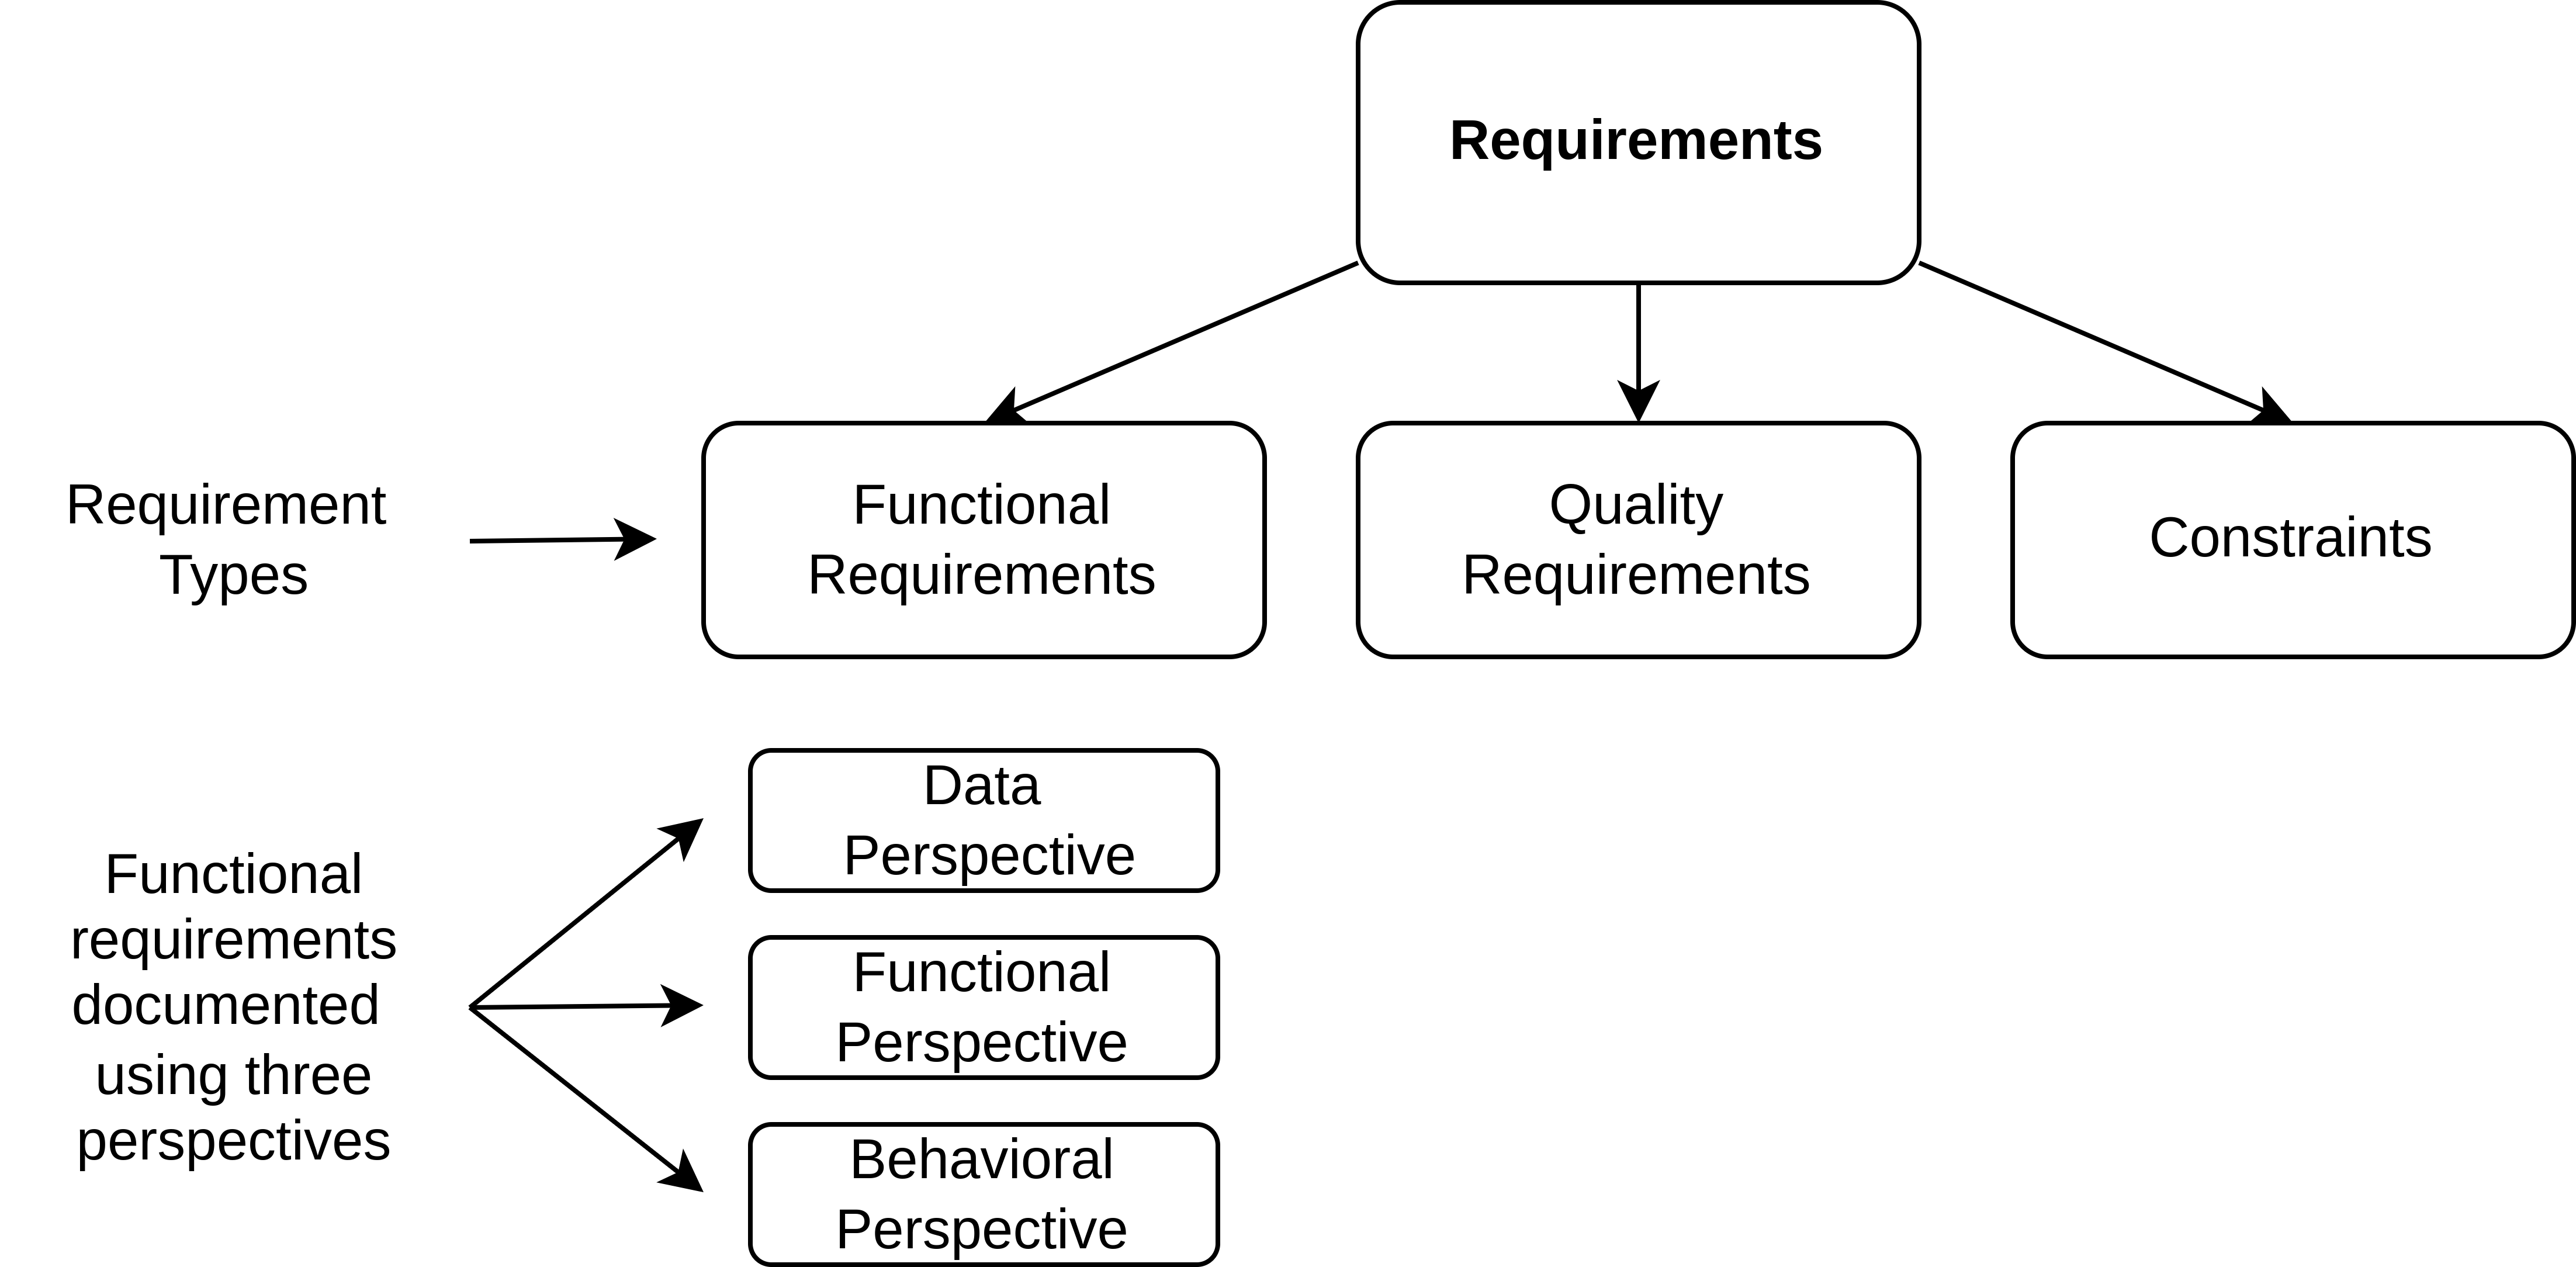 Requirements
Requirement
Types
Functional
Requirements
Quality
Requirements
Constraints
Functional
requirements
documented
using three
perspectives
Data
Perspective
Functional
Perspective
Behavioral
Perspective